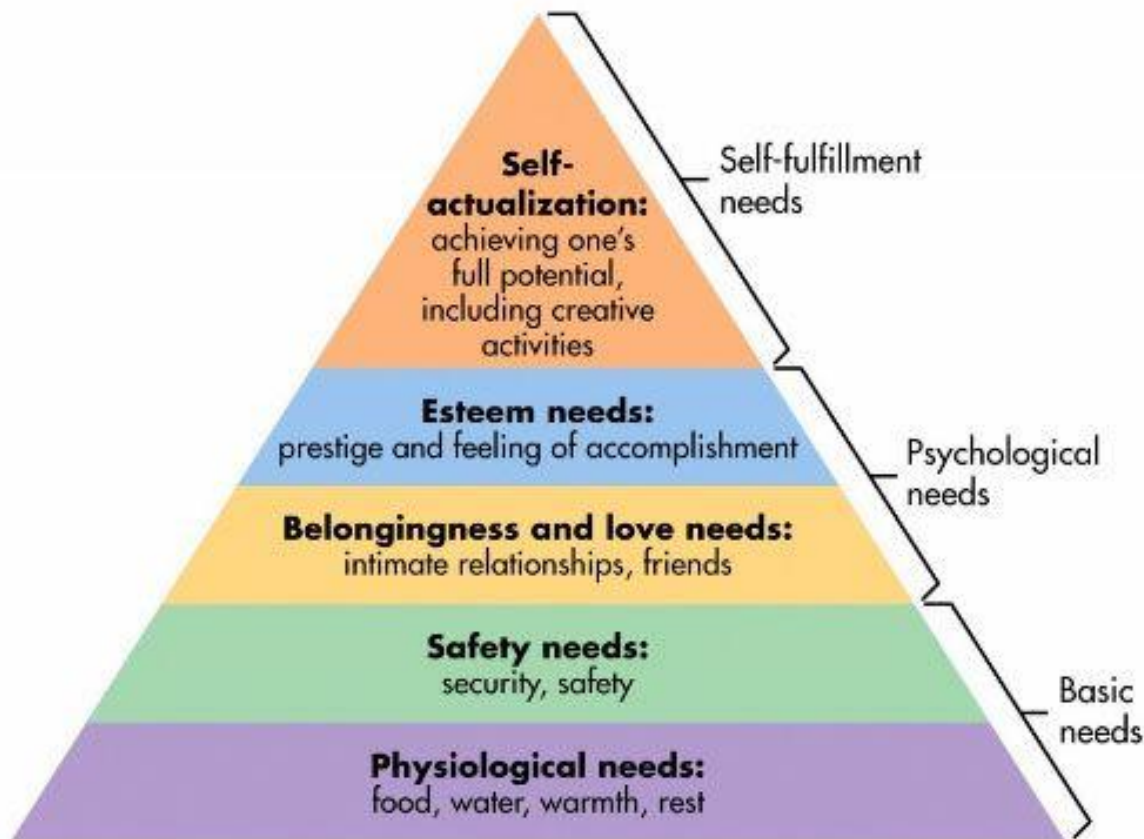 Self-
actualization:
achieving one's
full potential,
including creative
activities
Self-fulfillment
needs
Esteem needs:
prestige and feeling of accomplishment
Psychological
needs
Belongingness and love needs:
intimate relationships, friends
Safety needs:
security, safety
Basic
needs
Physiological needs:
food, water, warmth, rest